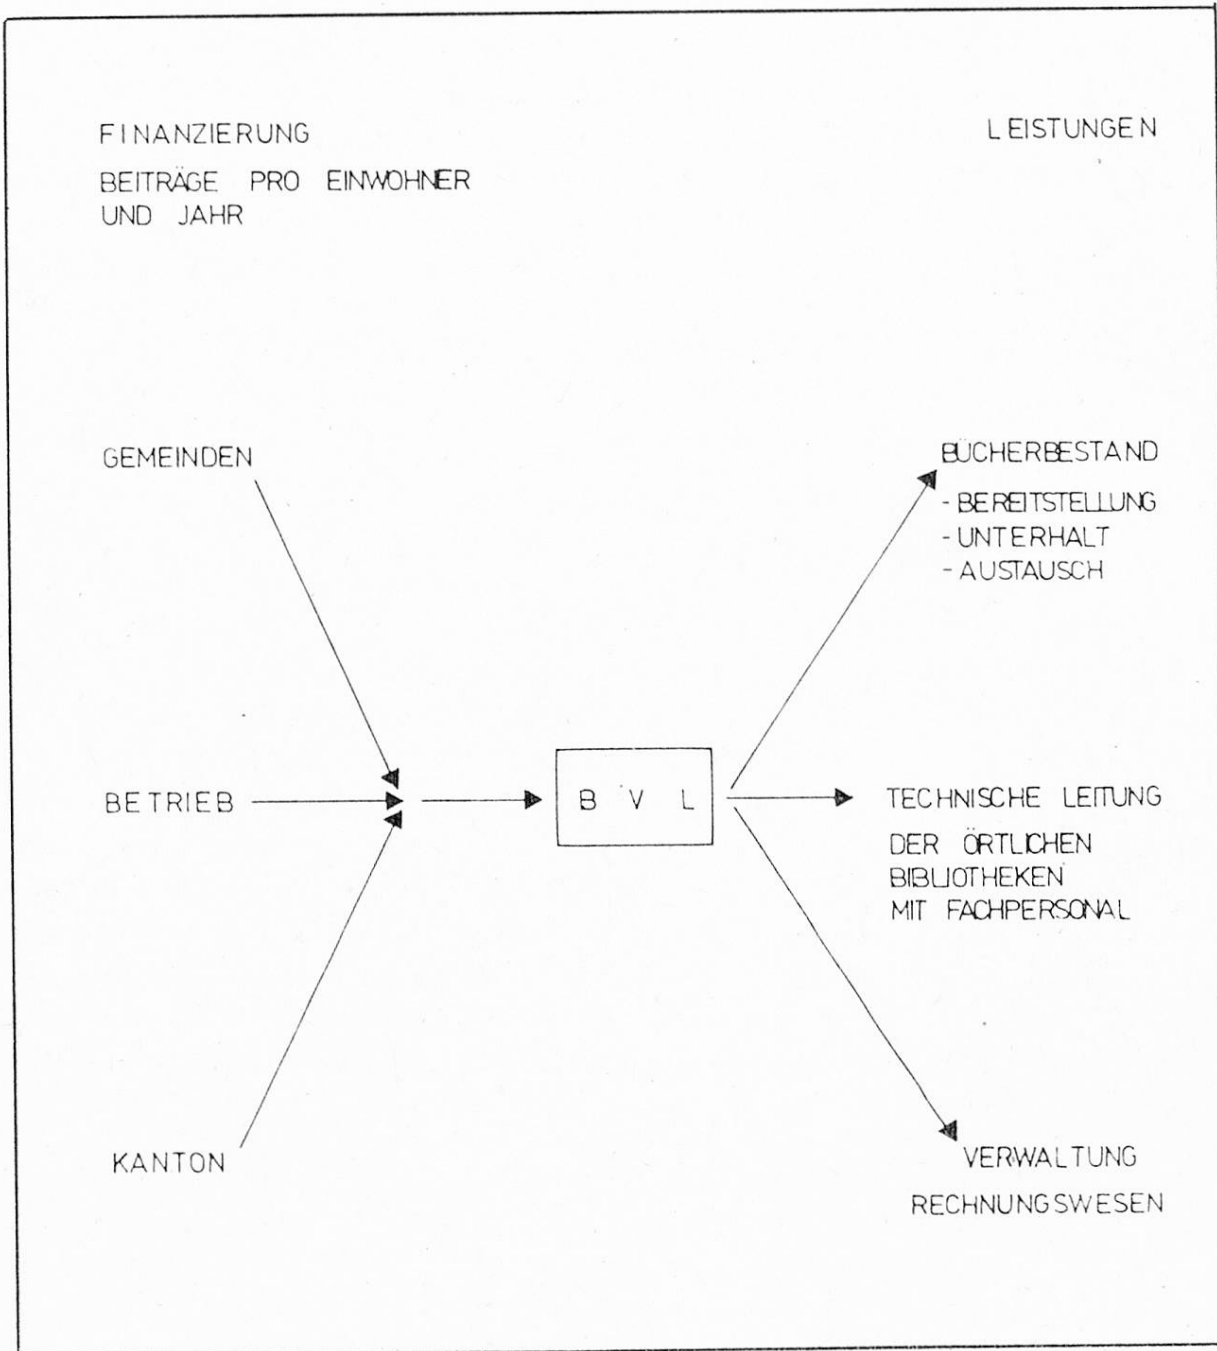 FINANZIERUNG
BEITRÄGE PRO EINWOHNER
UND JAHR
LEISTUNGEN
GEMEINDEN
BETRIEB
KANTON
B V L
BÜCHERBESTAND
- BEREITSTELLUNG
- UNTERHALT
- AUSTAUSCH
TECHNISCHE LEITUNG
DER ÖRTLICHEN
BIBLIOTHEKEN
MIT FACHPERSONAL
VERWALTUNG
RECHNUNGSWESEN